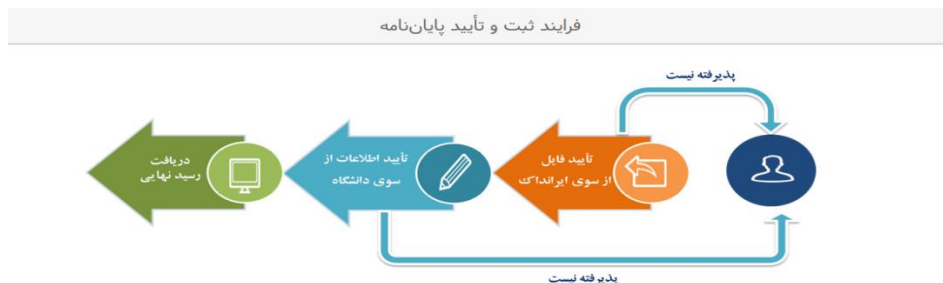 فرایند ثبت و تأیید پایان‌نامه
پذیرفته نیست
تأیید فایل
از سوی ایرانداک
تأیید اطلاعات از
سوی دانشگاه
دریافت
رسید نهایی
پذیرفته نیست